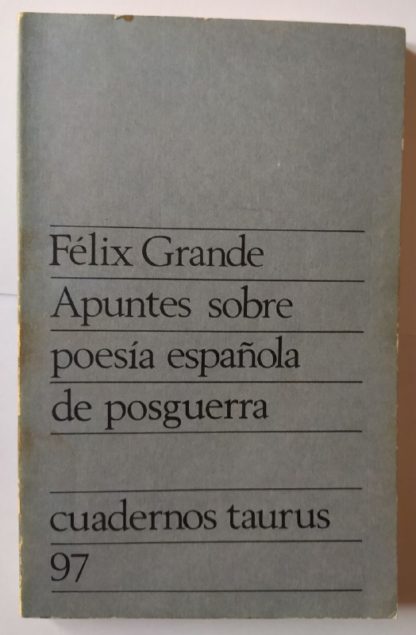 Félix Grande
Apuntes sobre
poesía española
de posguerra
cuadernos taurus
97